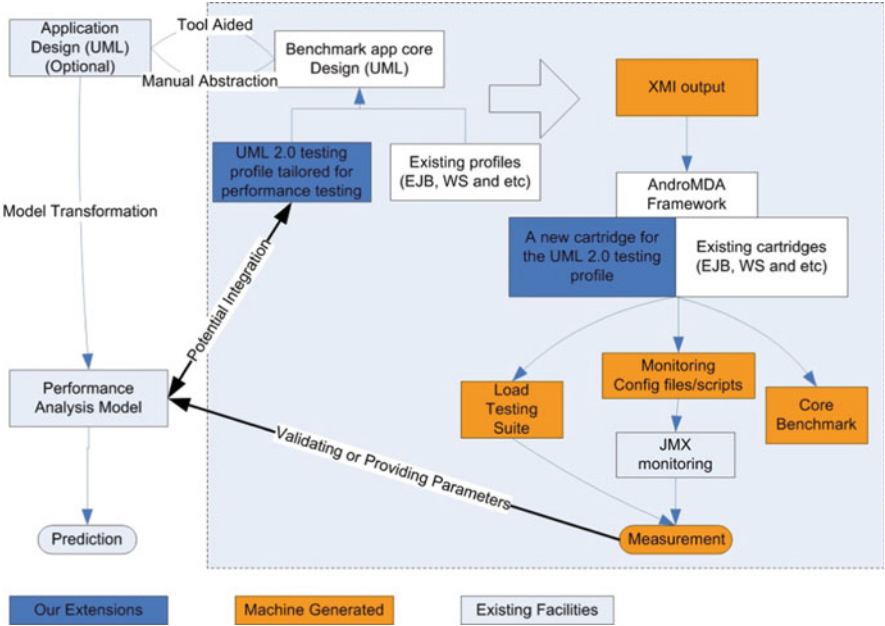 Application
Design (UML)
(Optional)
Tool Aided
Manual Abstraction
Benchmark app core
Design (UML)
XMI output
UML 2.0 testing
profile tailored for
performance testing
Existing profiles
(EJB, WS and etc)
AndroMDA
Framework
Model Transformation
A new cartridge for
the UML 2.0 testing
profile
Existing cartridges
(EJB, WS and etc)
Potential Integration
Performance
Analysis Model
Load
Testing
Suite
Monitoring
Config files/scripts
Core
Benchmark
JMX
monitoring
Validating or Providing Parameters
Prediction
Measurement
Our Extensions
Machine Generated
Existing Facilities